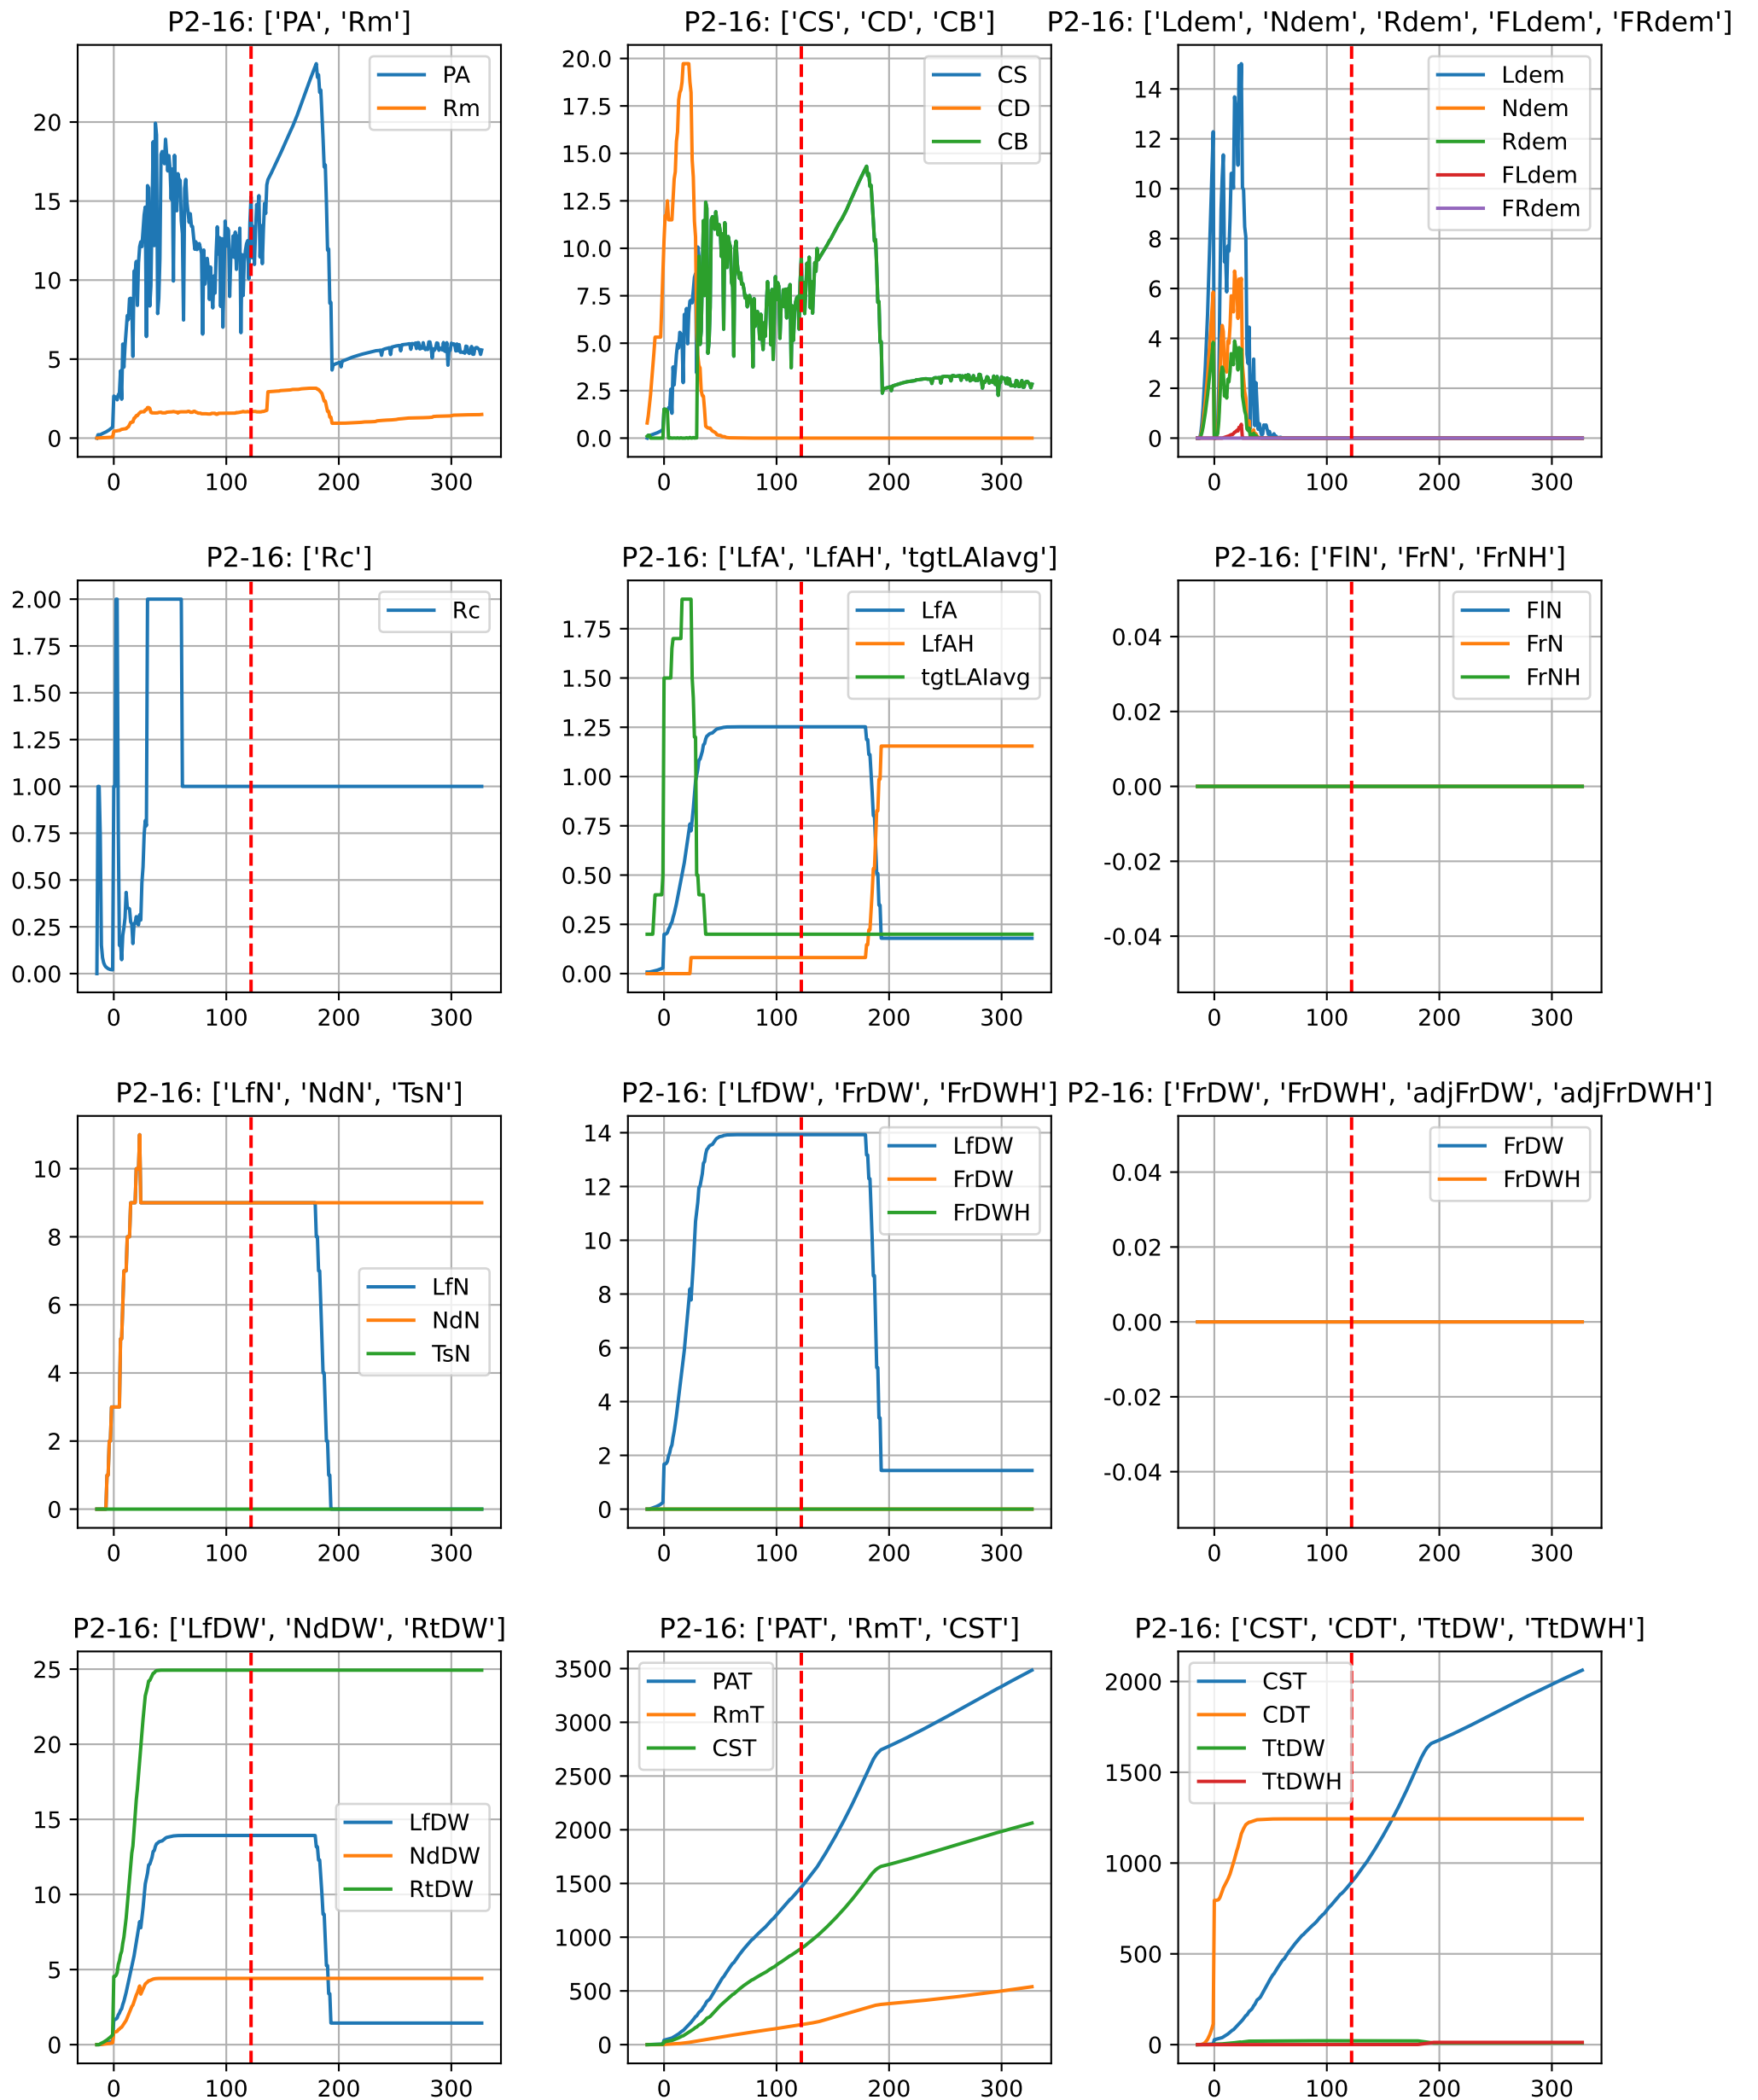 P2-16: ['PA', 'Rm']
PA
Rm
20
15
10
5
0
0 100 200 300
P2-16: ['CS', 'CD', 'CB']
CS
CD
CB
20.0
17.5
15.0
12.5
10.0
7.5
5.0
2.5
0.0
0 100 200 300
P2-16: ['Ldem', 'Ndem', 'Rdem', 'FLdem', 'FRdem']
Ldem
Ndem
Rdem
FLdem
FRdem
14
12
10
8
6
4
2
0
0 100 200 300
P2-16: ['Rc']
Rc
2.00
1.75
1.50
1.25
1.00
0.75
0.50
0.25
0.00
0 100 200 300
P2-16: ['LfA', 'LfAH', 'tgtLAIavg']
LfA
LfAH
tgtLAIavg
1.75
1.50
1.25
1.00
0.75
0.50
0.25
0.00
0 100 200 300
P2-16: ['FlN', 'FrN', 'FrNH']
FlN
FrN
FrNH
0.04
0.02
0.00
-0.02
-0.04
0 100 200 300
P2-16: ['LfN', 'NdN', 'TsN']
LfN
NdN
TsN
10
8
6
4
2
0
0 100 200 300
P2-16: ['LfDW', 'FrDW', 'FrDWH']
LfDW
FrDW
FrDWH
14
12
10
8
6
4
2
0
0 100 200 300
P2-16: ['FrDW', 'FrDWH', 'adjFrDW', 'adjFrDWH']
FrDW
FrDWH
0.04
0.02
0.00
-0.02
-0.04
0 100 200 300
P2-16: ['LfDW', 'NdDW', 'RtDW']
LfDW
NdDW
RtDW
25
20
15
10
5
0
0 100 200 300
P2-16: ['PAT', 'RmT', 'CST']
PAT
RmT
CST
3500
3000
2500
2000
1500
1000
500
0
0 100 200 300
P2-16: ['CST', 'CDT', 'TtDW', 'TtDWH']
CST
CDT
TtDW
TtDWH
2000
1500
1000
500
0
0 100 200 300